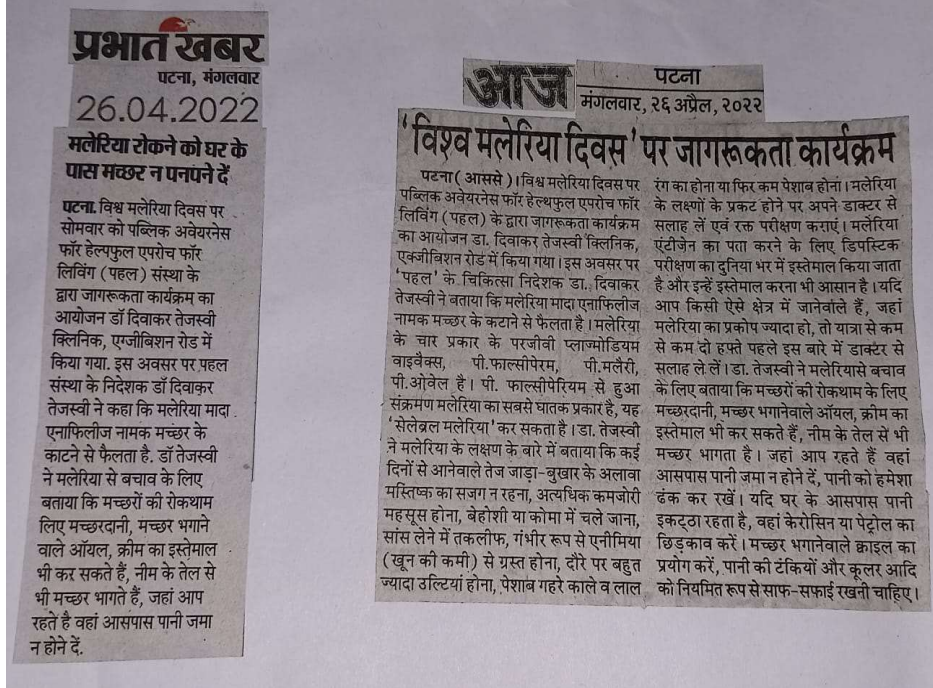 प्रभात खबर
पटना, मंगलवार
26.04.2022
मलेरिया रोकने को घर के
पास मच्छर न पनपने दें
पटना. विश्व मलेरिया दिवस पर
सोमवार को पब्लिक अवेयरनेस
फॉर हेल्पफुल एपरोच फॉर
लिविंग (पहल) संस्था के
द्वारा जागरूकता कार्यक्रम का
आयोजन डॉ दिवाकर तेजस्वी
क्लिनिक, एग्जीबिशन रोड में
किया गया. इस अवसर पर पहल
संस्था के निदेशक डॉ दिवाकर
तेजस्वी ने कहा कि मलेरिया मादा
एनाफिलीज नामक मच्छर के
काटने से फैलता है. डॉ तेजस्वी
ने मलेरिया से बचाव के लिए
बताया कि मच्छरों की रोकथाम
लिए मच्छरदानी, मच्छर भगाने
वाले ऑयल, क्रीम का इस्तेमाल
भी कर सकते हैं, नीम के तेल से
भी मच्छर भागते हैं, जहां आप
रहते है वहां आसपास पानी जमा
न होने दें.
आज
पटना
मंगलवार, २६ अप्रैल, २०२२
'विश्व मलेरिया दिवस' पर जागरूकता कार्यक्रम
पटना (आससे)। विश्व मलेरिया दिवस पर
पब्लिक अवेयरनेस फॉर हेल्थफुल एपरोच फॉर
लिविंग (पहल) के द्वारा जागरूकता कार्यक्रम
का आयोजन डा. दिवाकर तेजस्वी क्लिनिक,
एक्जीबिशन रोड में किया गया। इस अवसर पर
'पहल' के चिकित्सा निदेशक डा. दिवाकर
तेजस्वी ने बताया कि मलेरिया मादा एनाफिलीज
नामक मच्छर के कटाने से फैलता है। मलेरिया
के चार प्रकार के परजीवी प्लाज्मोडियम
वाइवैक्स, पी.फाल्सीपेरम, पी.मलैरी,
पी.ओवेल है। पी. फाल्सीपेरियम से हुआ
संक्रमण मलेरिया का सबसे घातक प्रकार है, यह
'सेलेब्रल मलेरिया' कर सकता है। डा. तेजस्वी
ने मलेरिया के लक्षण के बारे में बताया कि कई
दिनों से आनेवाले तेज जाड़ा-बुखार के अलावा
मस्तिष्क का सजग न रहना, अत्यधिक कमजोरी
महसूस होना, बेहोशी या कोमा में चले जाना,
सांस लेने में तकलीफ, गंभीर रूप से एनीमिया
(खून की कमी) से ग्रस्त होना, दौरे पर बहुत
ज्यादा उल्टियां होना, पेशाब गहरे काले व लाल
रंग का होना या फिर कम पेशाब होना। मलेरिया
के लक्षणों के प्रकट होने पर अपने डाक्टर से
सलाह लें एवं रक्त परीक्षण कराएं। मलेरिया
एंटीजेन का पता करने के लिए डिपस्टिक
परीक्षण का दुनिया भर में इस्तेमाल किया जाता
है और इन्हें इस्तेमाल करना भी आसान है। यदि
आप किसी ऐसे क्षेत्र में जानेवाले हैं, जहां
मलेरिया का प्रकोप ज्यादा हो, तो यात्रा से कम
से कम दो हफ्ते पहले इस बारे में डाक्टर से
सलाह ले लें। डा. तेजस्वी ने मलेरियासे बचाव
के लिए बताया कि मच्छरों की रोकथाम के लिए
मच्छरदानी, मच्छर भगानेवाले ऑयल, क्रीम का
इस्तेमाल भी कर सकते हैं, नीम के तेल से भी
मच्छर भागता है। जहां आप रहते हैं वहां
आसपास पानी जमा न होने दें, पानी को हमेशा
ढंक कर रखें। यदि घर के आसपास पानी
इकट्ठा रहता है, वहां केरोसिन या पेट्रोल का
छिड़काव करें। मच्छर भगानेवाले क्वाइल का
प्रयोग करें, पानी की टंकियों और कूलर आदि
को नियमित रूप से साफ-सफाई रखनी चाहिए।